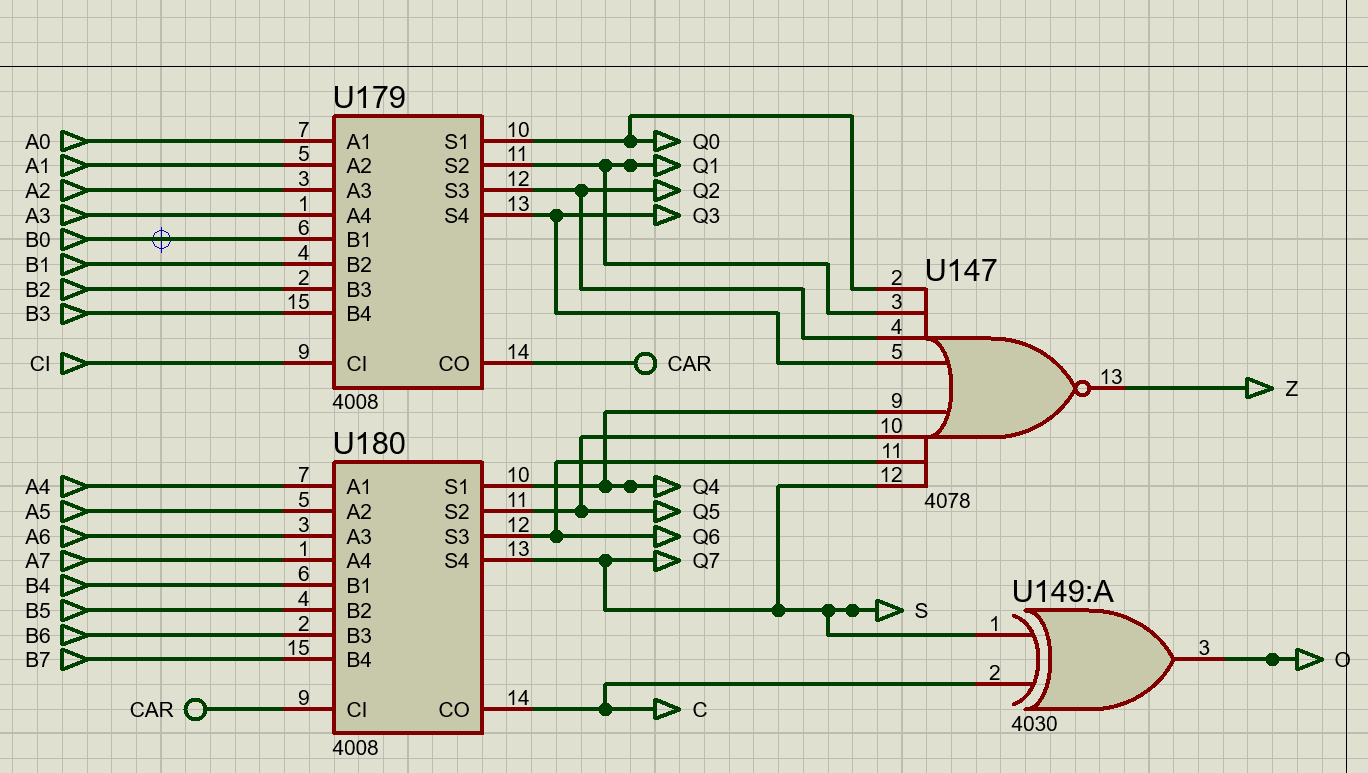 U179
A0 7 A1 S1 10 Q0
A1 5 A2 S2 11 Q1
A2 3 A3 S3 12 Q2
A3 1 A4 S4 13 Q3
B0 6 B1
B1 4 B2
B2 2 B3
B3 15 B4
CI 9 CI CO 14 CAR
4008
U147
2
3
4
5
13 Z
9
10
11
12
4078
U180
A4 7 A1 S1 10 Q4
A5 5 A2 S2 11 Q5
A6 3 A3 S3 12 Q6
A7 1 A4 S4 13 Q7
B4 6 B1
B5 4 B2 S
B6 2 B3
B7 15 B4
CAR 9 CI CO 14 C
4008
U149:A
1
3 O
2
4030